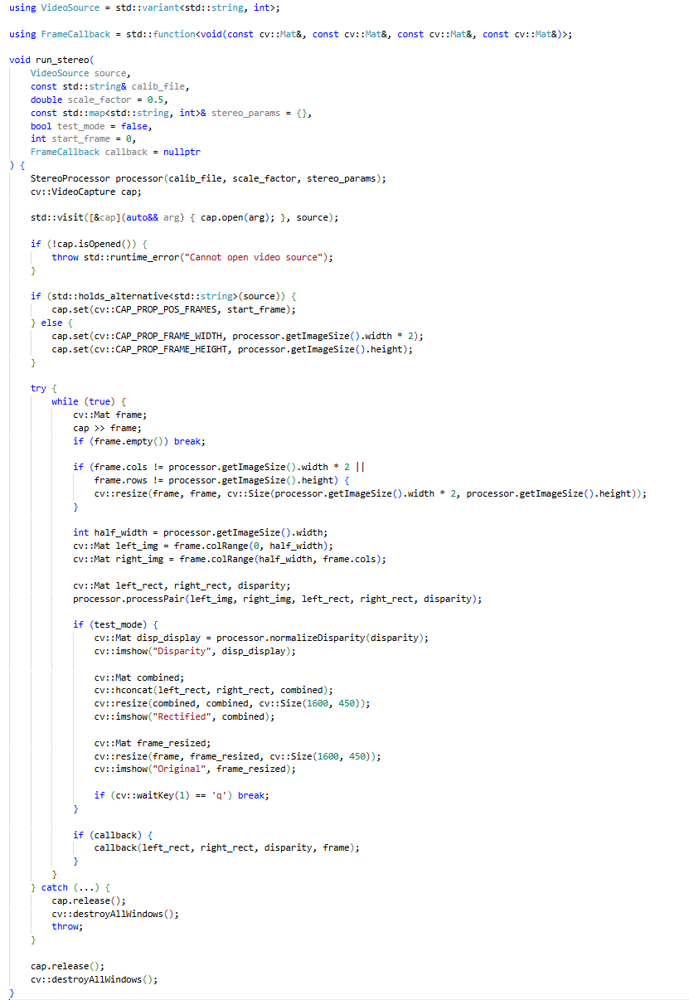 using VideoSource = std::variant<std::string, int>;

using FrameCallback = std::function<void(const cv::Mat&, const cv::Mat&, const cv::Mat&, const cv::Mat&)>;

void run_stereo(
    VideoSource source,
    const std::string& calib_file,
    double scale_factor = 0.5,
    const std::map<std::string, int>& stereo_params = {},
    bool test_mode = false,
    int start_frame = 0,
    FrameCallback callback = nullptr
) {
    StereoProcessor processor(calib_file, scale_factor, stereo_params);
    cv::VideoCapture cap;

    std::visit([&cap](auto&& arg) { cap.open(arg); }, source);

    if (!cap.isOpened()) {
        throw std::runtime_error("Cannot open video source");
    }

    if (std::holds_alternative<std::string>(source)) {
        cap.set(cv::CAP_PROP_POS_FRAMES, start_frame);
    } else {
        cap.set(cv::CAP_PROP_FRAME_WIDTH, processor.getImageSize().width * 2);
        cap.set(cv::CAP_PROP_FRAME_HEIGHT, processor.getImageSize().height);
    }

    try {
        while (true) {
            cv::Mat frame;
            cap >> frame;
            if (frame.empty()) break;

            if (frame.cols != processor.getImageSize().width * 2 ||
                frame.rows != processor.getImageSize().height) {
                cv::resize(frame, frame, cv::Size(processor.getImageSize().width * 2, processor.getImageSize().height));
            }

            int half_width = processor.getImageSize().width;
            cv::Mat left_img = frame.colRange(0, half_width);
            cv::Mat right_img = frame.colRange(half_width, frame.cols);

            cv::Mat left_rect, right_rect, disparity;
            processor.processPair(left_img, right_img, left_rect, right_rect, disparity);

            if (test_mode) {
                cv::Mat disp_display = processor.normalizeDisparity(disparity);
                cv::imshow("Disparity", disp_display);

                cv::Mat combined;
                cv::hconcat(left_rect, right_rect, combined);
                cv::resize(combined, combined, cv::Size(1600, 450));
                cv::imshow("Rectified", combined);

                cv::Mat frame_resized;
                cv::resize(frame, frame_resized, cv::Size(1600, 450));
                cv::imshow("Original", frame_resized);

                if (cv::waitKey(1) == 'q') break;
            }

            if (callback) {
                callback(left_rect, right_rect, disparity, frame);
            }
        }
    } catch (...) {
        cap.release();
        cv::destroyAllWindows();
        throw;
    }

    cap.release();
    cv::destroyAllWindows();
}